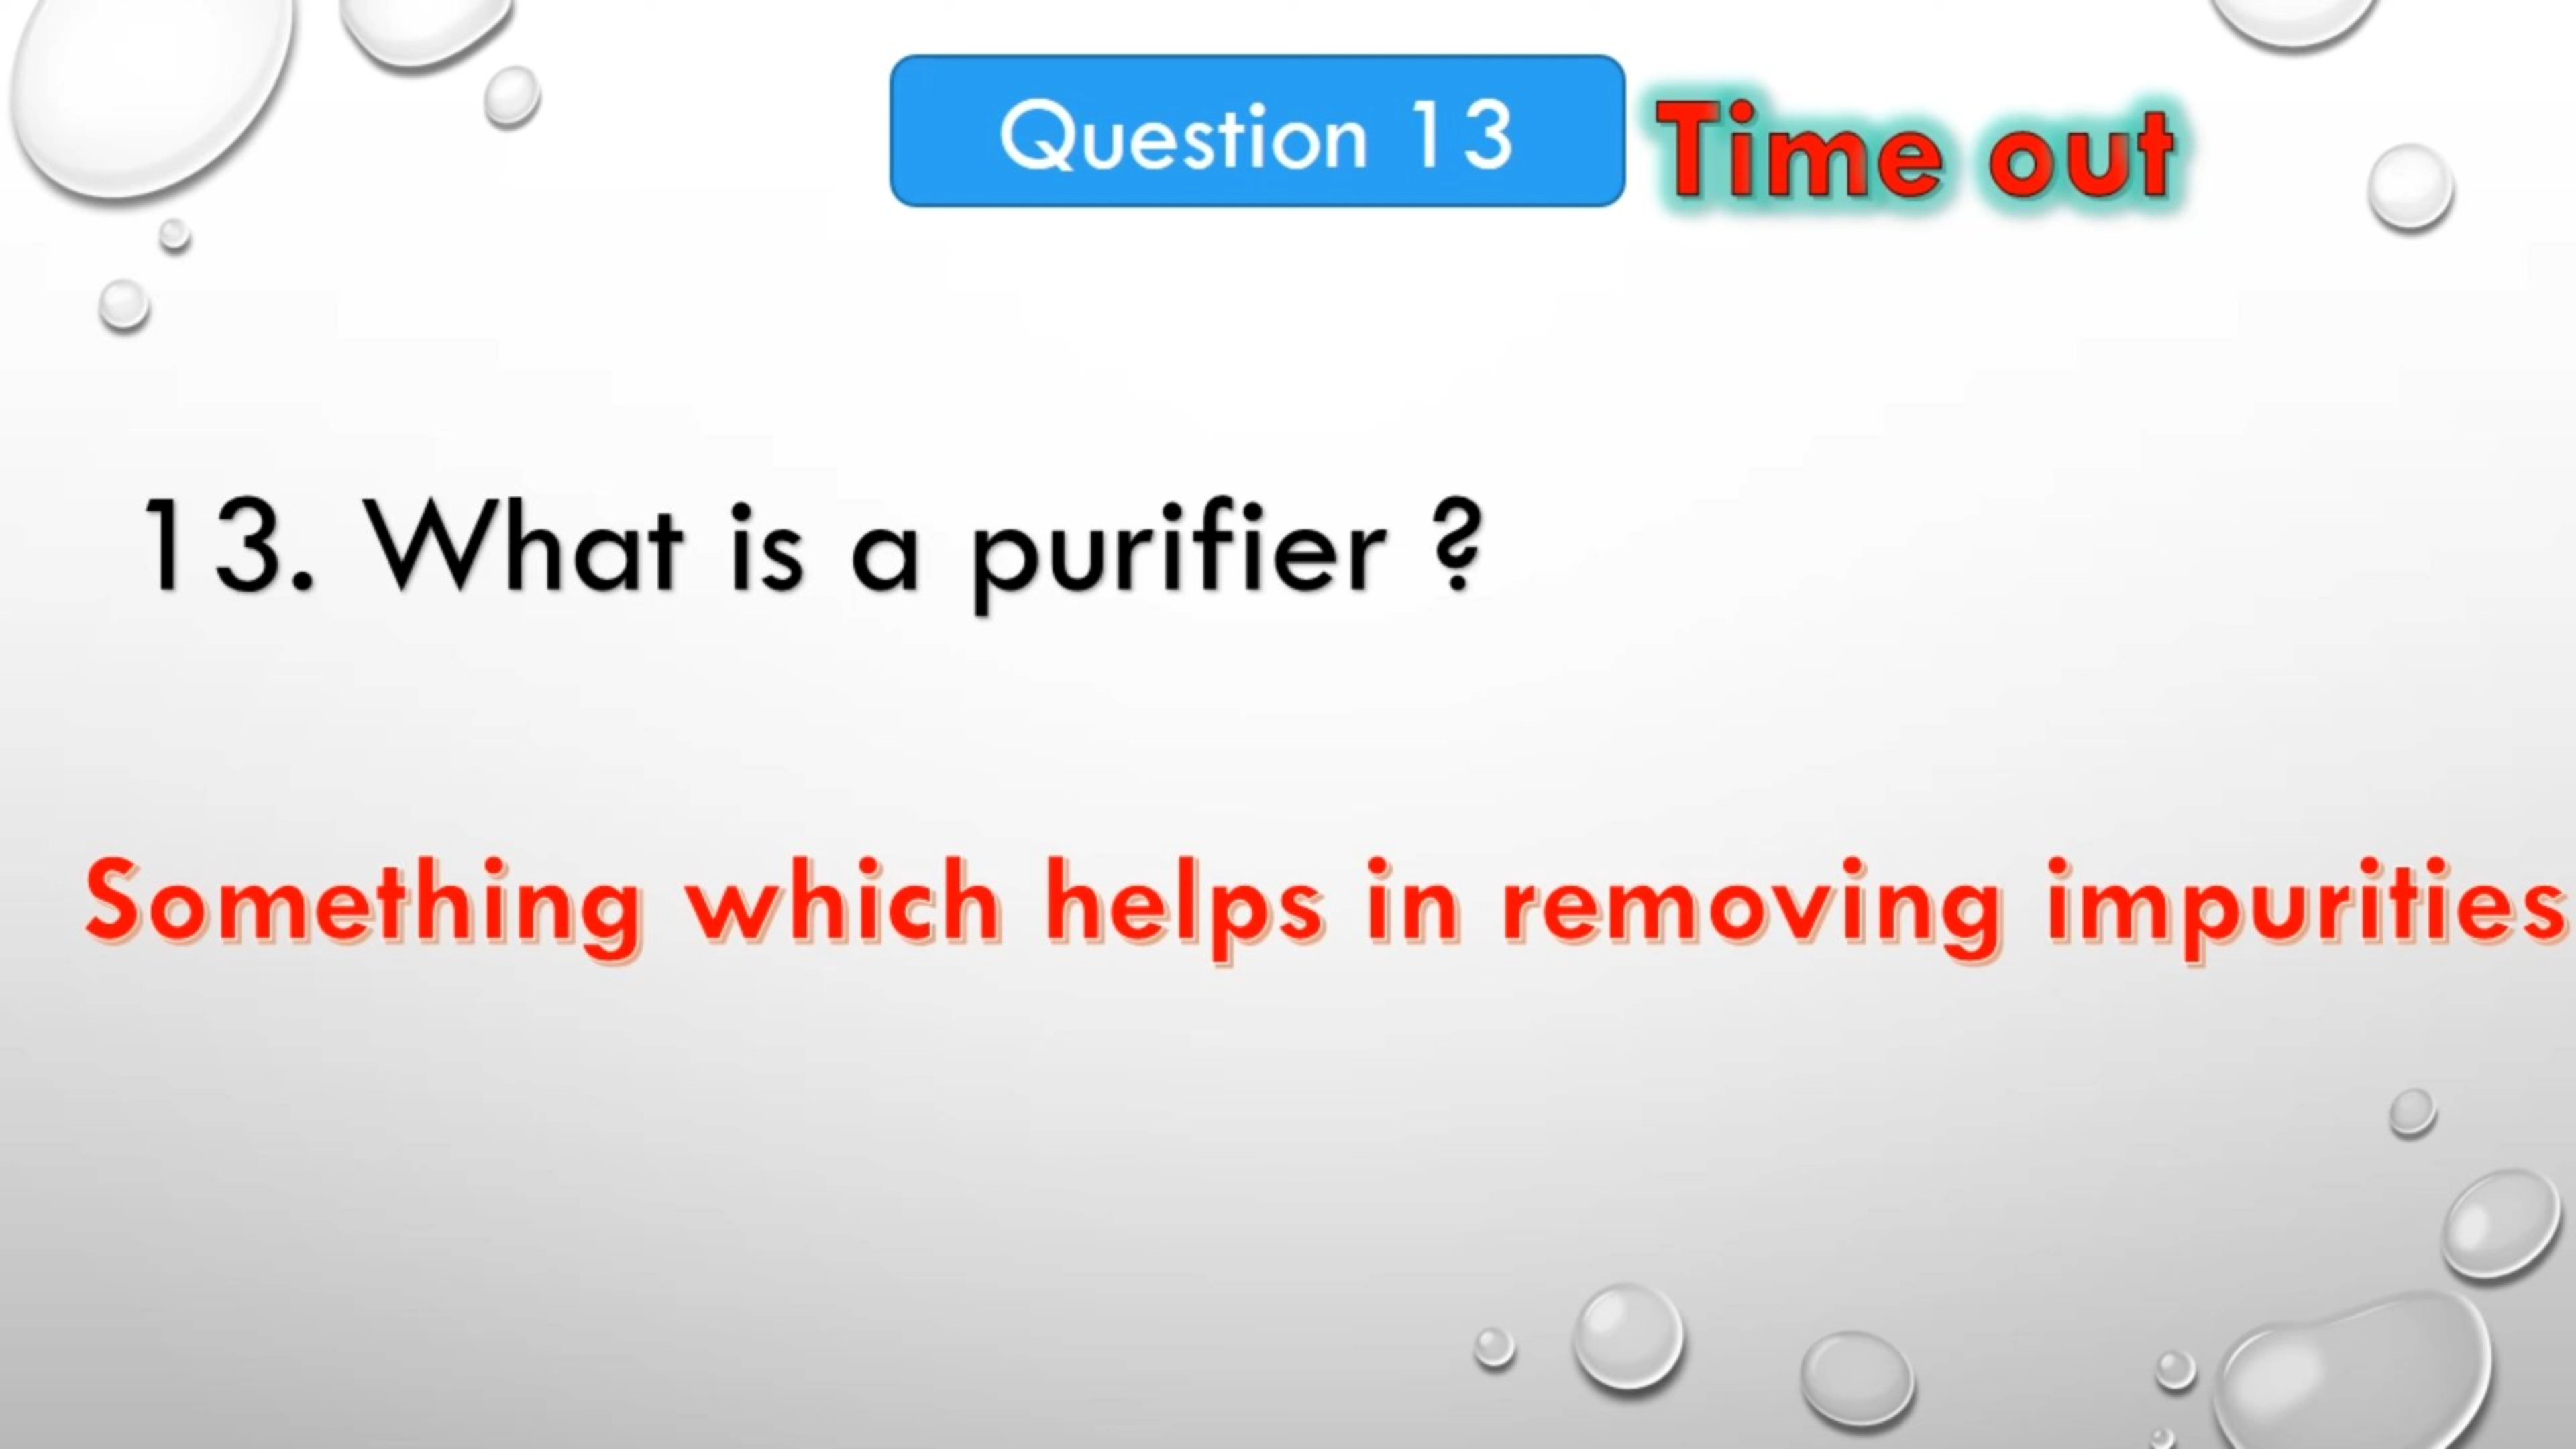 Question 13
Time out
13. What is a purifier ?
Something which helps in removing impurities